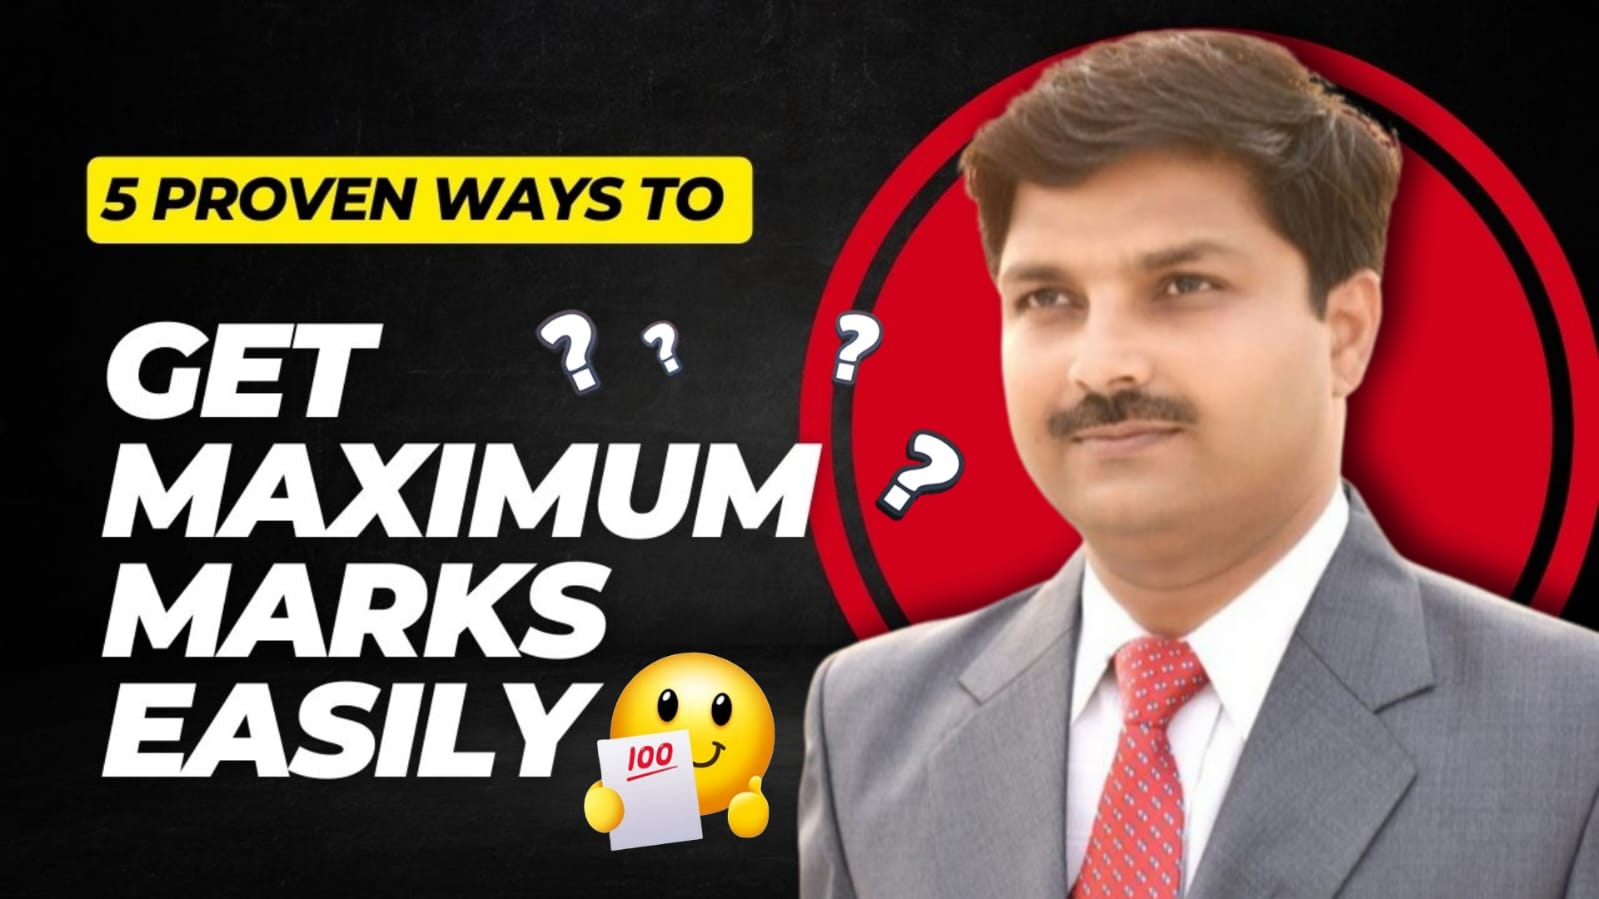 5 PROVEN WAYS TO
GET
MAXIMUM
MARKS
EASILY
100
? ? ? ?